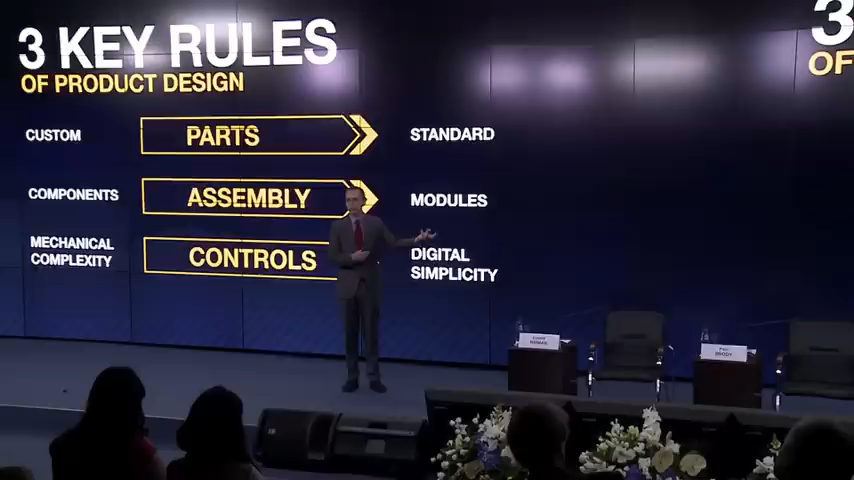 3 KEY RULES
OF PRODUCT DESIGN
CUSTOM PARTS STANDARD
COMPONENTS ASSEMBLY MODULES
MECHANICAL
COMPLEXITY
CONTROLS
DIGITAL
SIMPLICITY
3
OF
BRODY